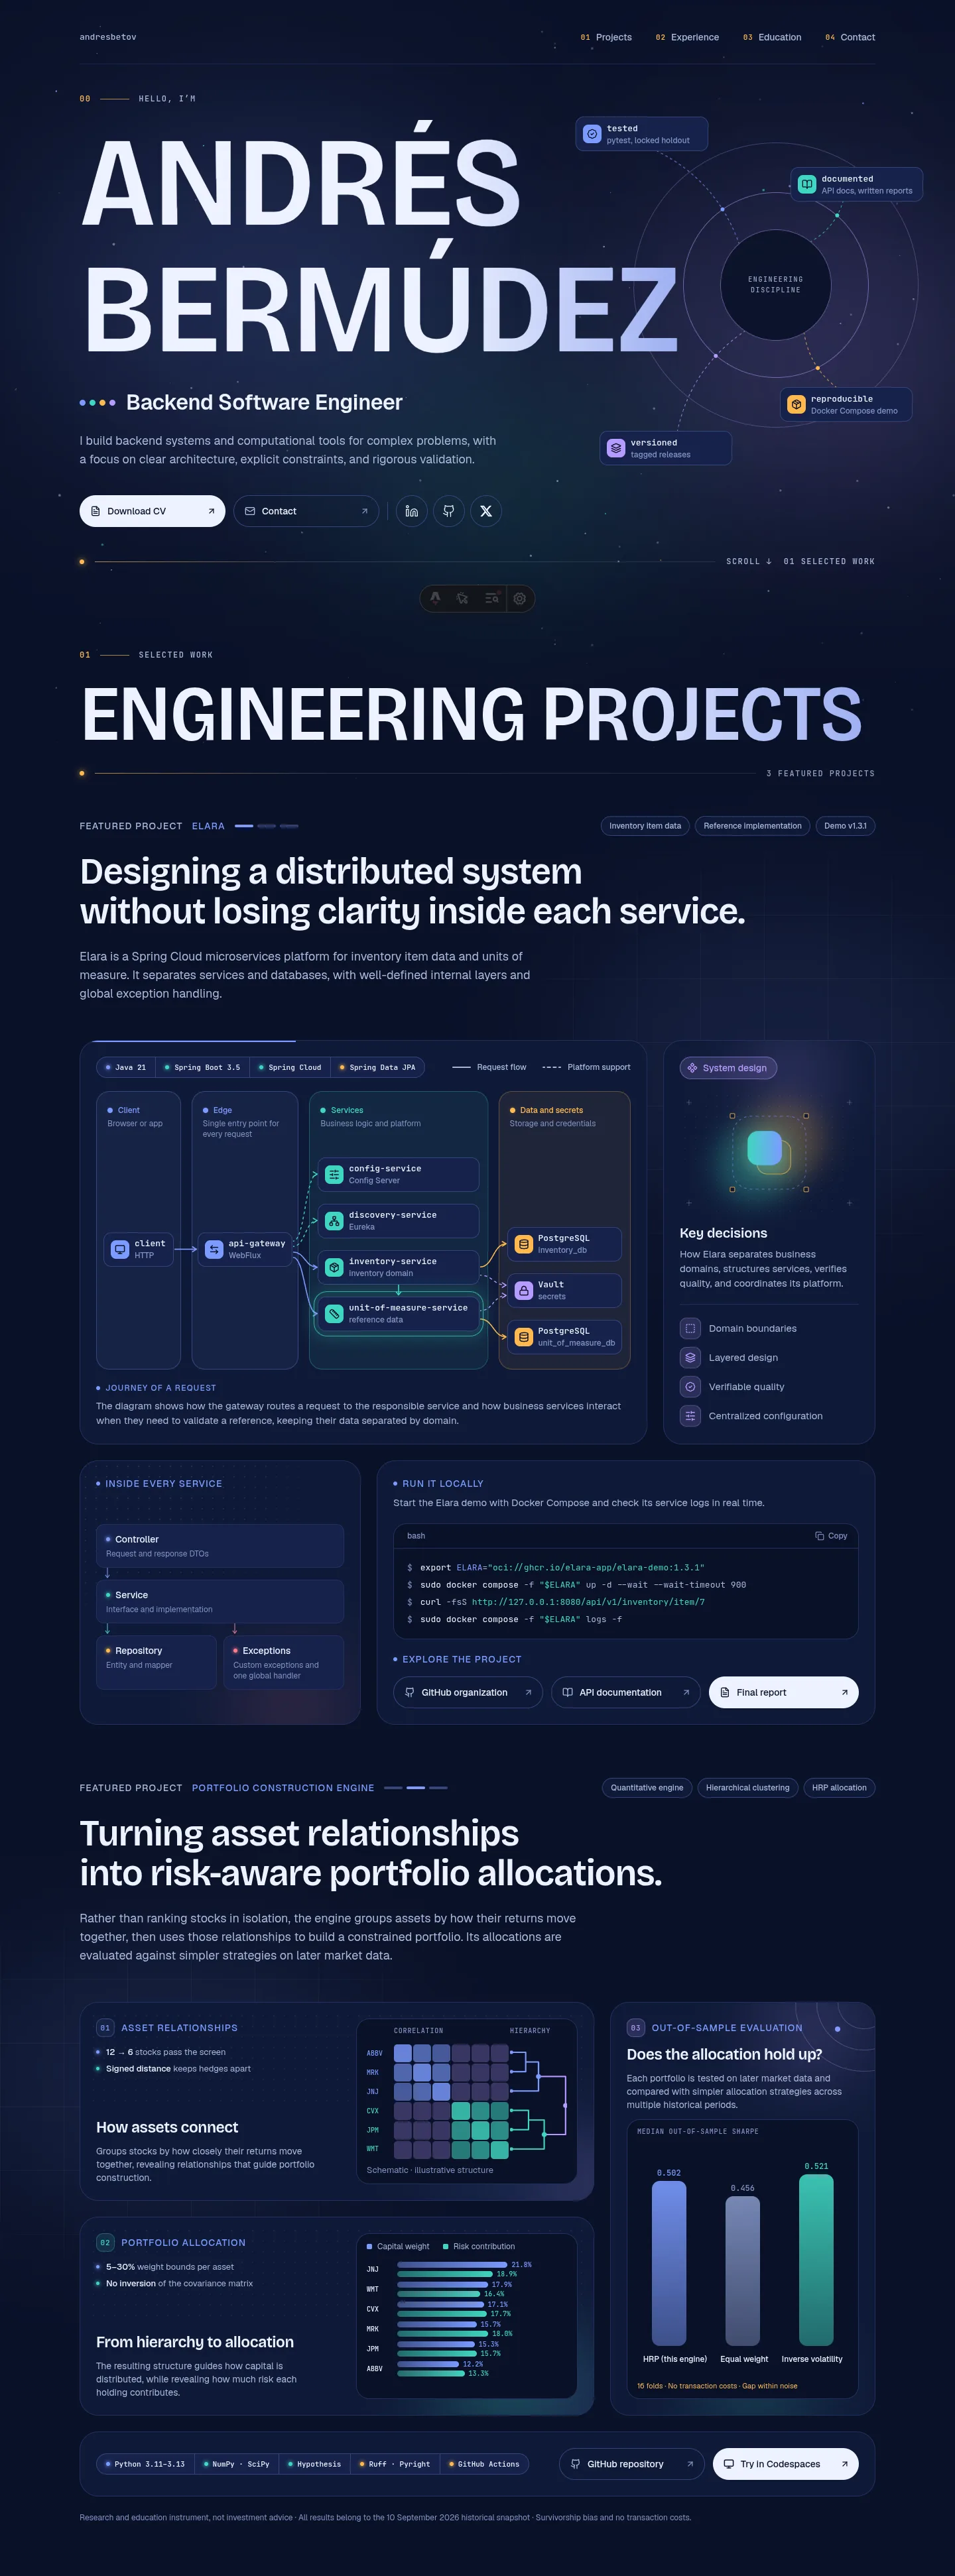 andresbetov
01 Projects
02 Experience
03 Education
04 Contact
00 HELLO, I'M
ANDRÉS
BERMÚDEZ
tested
pytest, locked holdout
documented
API docs, written reports
ENGINEERING
DISCIPLINE
reproducible
Docker Compose demo
versioned
tagged releases
Backend Software Engineer
I build backend systems and computational tools for complex problems, with
a focus on clear architecture, explicit constraints, and rigorous validation.
Download CV
Contact
SCROLL ↓ 01 SELECTED WORK
01 SELECTED WORK
ENGINEERING PROJECTS
3 FEATURED PROJECTS
FEATURED PROJECT ELARA
Inventory item data
Reference implementation
Demo v1.3.1
Designing a distributed system
without losing clarity inside each service.
Elara is a Spring Cloud microservices platform for inventory item data and units of
measure. It separates services and databases, with well-defined internal layers and
global exception handling.
Java 21
Spring Boot 3.5
Spring Cloud
Spring Data JPA
Request flow
Platform support
Client
Browser or app
client
HTTP
Edge
Single entry point for
every request
api-gateway
WebFlux
Services
Business logic and platform
config-service
Config Server
discovery-service
Eureka
inventory-service
Inventory domain
unit-of-measure-service
reference data
Data and secrets
Storage and credentials
PostgreSQL
inventory_db
Vault
secrets
PostgreSQL
unit_of_measure_db
JOURNEY OF A REQUEST
The diagram shows how the gateway routes a request to the responsible service and how business services interact
when they need to validate a reference, keeping their data separated by domain.
System design
Key decisions
How Elara separates business
domains, structures services, verifies
quality, and coordinates its platform.
Domain boundaries
Layered design
Verifiable quality
Centralized configuration
INSIDE EVERY SERVICE
Controller
Request and response DTOs
Service
Interface and implementation
Repository
Entity and mapper
Exceptions
Custom exceptions and
one global handler
RUN IT LOCALLY
Start the Elara demo with Docker Compose and check its service logs in real time.
bash
Copy
$ export ELARA="oci://ghcr.io/elara-app/elara-demo:1.3.1"
$ sudo docker compose -f "$ELARA" up -d --wait --wait-timeout 900
$ curl -fsS http://127.0.0.1:8080/api/v1/inventory/item/7
$ sudo docker compose -f "$ELARA" logs -f
EXPLORE THE PROJECT
GitHub organization
API documentation
Final report
FEATURED PROJECT PORTFOLIO CONSTRUCTION ENGINE
Quantitative engine
Hierarchical clustering
HRP allocation
Turning asset relationships
into risk-aware portfolio allocations.
Rather than ranking stocks in isolation, the engine groups assets by how their returns move
together, then uses those relationships to build a constrained portfolio. Its allocations are
evaluated against simpler strategies on later market data.
01 ASSET RELATIONSHIPS
12 → 6 stocks pass the screen
Signed distance keeps hedges apart
How assets connect
Groups stocks by how closely their returns move
together, revealing relationships that guide portfolio
construction.
CORRELATION
HIERARCHY
ABBV
MRK
JNJ
CVX
JPM
WMT
Schematic · illustrative structure
02 PORTFOLIO ALLOCATION
5–30% weight bounds per asset
No inversion of the covariance matrix
From hierarchy to allocation
The resulting structure guides how capital is
distributed, while revealing how much risk each
holding contributes.
Capital weight
Risk contribution
JNJ 21.8%
18.9%
WMT 17.9%
16.4%
CVX 17.1%
17.7%
MRK 15.7%
18.0%
JPM 15.3%
15.7%
ABBV 12.2%
13.3%
03 OUT-OF-SAMPLE EVALUATION
Does the allocation hold up?
Each portfolio is tested on later market data and
compared with simpler allocation strategies across
multiple historical periods.
MEDIAN OUT-OF-SAMPLE SHARPE
0.502
0.456
0.521
HRP (this engine)
Equal weight
Inverse volatility
16 folds · No transaction costs · Gap within noise
Python 3.11–3.13
NumPy · SciPy
Hypothesis
Ruff · Pyright
GitHub Actions
GitHub repository
Try in Codespaces
Research and education instrument, not investment advice · All results belong to the 10 September 2026 historical snapshot · Survivorship bias and no transaction costs.